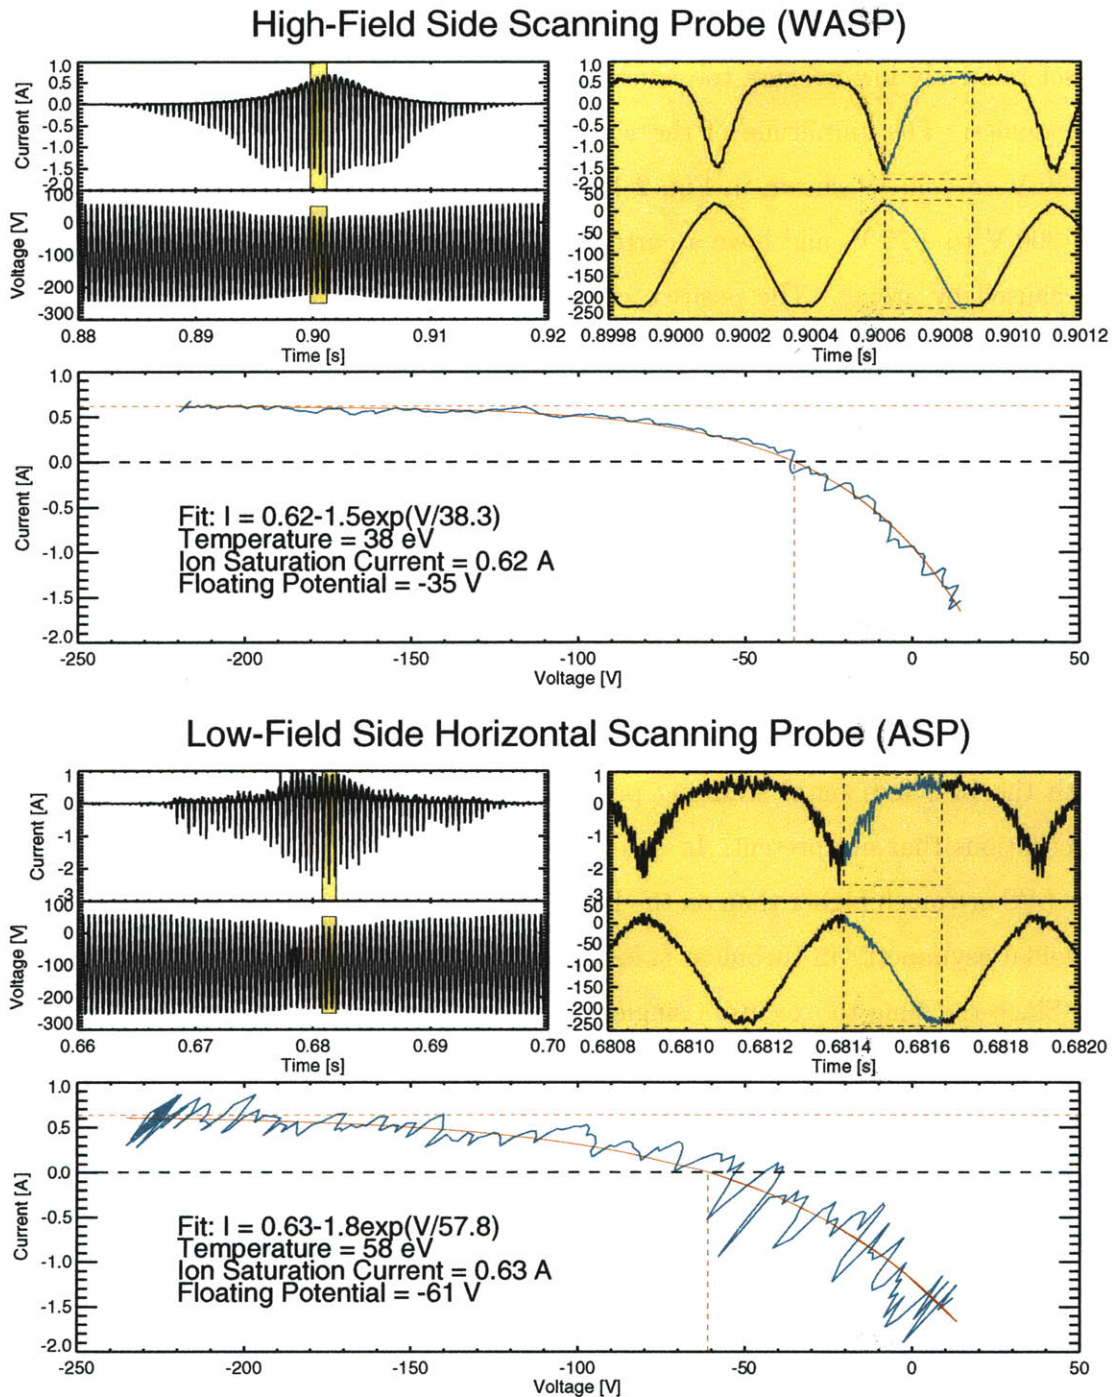 High-Field Side Scanning Probe (WASP)
1.0
0.5
0.0
-0.5
-1.0
-1.5
-2.0
Current [A]
100
0
-100
-200
-300
Voltage [V]
0.88 0.89 0.90 0.91 0.92
Time [s]
1.0
0.5
0.0
-0.5
-1.0
-1.5
-2.0
50
0
-50
-100
-150
-200
-250
0.8998 0.9000 0.9002 0.9004 0.9006 0.9008 0.9010 0.9012
Time [s]
1.0
0.5
0.0
-0.5
-1.0
-1.5
-2.0
Current [A]
Fit: I = 0.62-1.5exp(V/38.3)
Temperature = 38 eV
Ion Saturation Current = 0.62 A
Floating Potential = -35 V
-250 -200 -150 -100 -50 0 50
Voltage [V]
Low-Field Side Horizontal Scanning Probe (ASP)
1
0
-1
-2
-3
Current [A]
100
0
-100
-200
-300
Voltage [V]
0.66 0.67 0.68 0.69 0.70
Time [s]
1
0
-1
-2
-3
50
0
-50
-100
-150
-200
-250
0.6808 0.6810 0.6812 0.6814 0.6816 0.6818 0.6820
Time [s]
1.0
0.5
0.0
-0.5
-1.0
-1.5
-2.0
Current [A]
Fit: I = 0.63-1.8exp(V/57.8)
Temperature = 58 eV
Ion Saturation Current = 0.63 A
Floating Potential = -61 V
-250 -200 -150 -100 -50 0 50
Voltage [V]